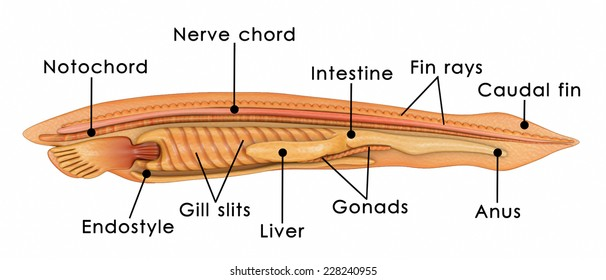 Nerve chord
Notochord
Intestine
Fin rays
Caudal fin
Endostyle
Gill slits
Liver
Gonads
Anus
shutterstock.com · 228240955